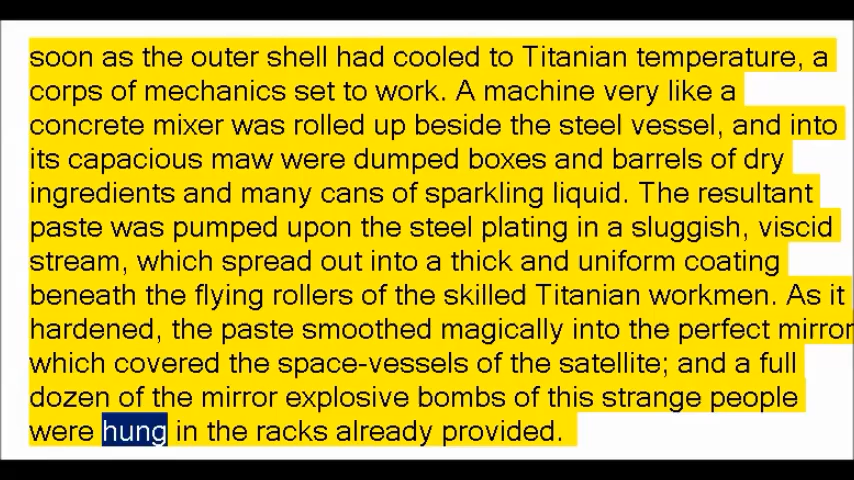 soon as the outer shell had cooled to Titanian temperature, a
corps of mechanics set to work. A machine very like a
concrete mixer was rolled up beside the steel vessel, and into
its capacious maw were dumped boxes and barrels of dry
ingredients and many cans of sparkling liquid. The resultant
paste was pumped upon the steel plating in a sluggish, viscid
stream, which spread out into a thick and uniform coating
beneath the flying rollers of the skilled Titanian workmen. As it
hardened, the paste smoothed magically into the perfect mirror
which covered the space-vessels of the satellite; and a full
dozen of the mirror explosive bombs of this strange people
were hung in the racks already provided.